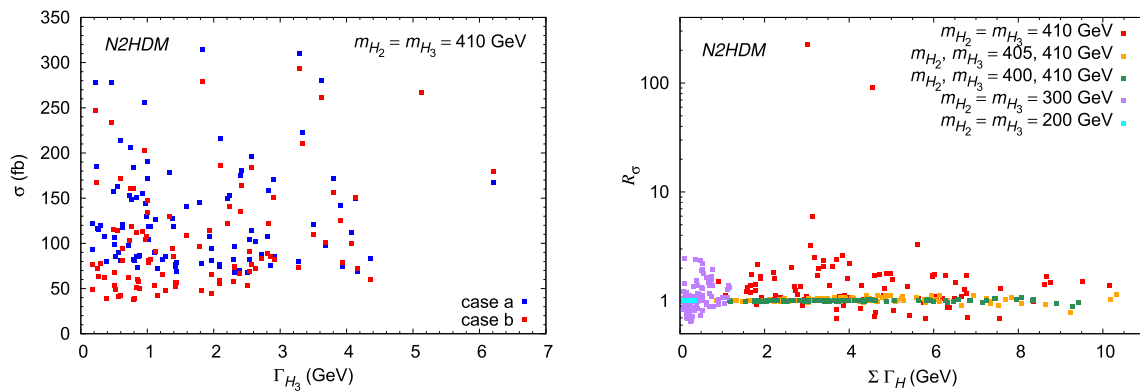 350
300
250
200
150
100
50
0
σ (fb)
N2HDM
m_{H_2} = m_{H_3} = 410 GeV
case a
case b
0 1 2 3 4 5 6 7
Γ_{H_3} (GeV)
100
10
1
R_σ
N2HDM
m_{H_2} = m_{H_3} = 410 GeV
m_{H_2}, m_{H_3} = 405, 410 GeV
m_{H_2}, m_{H_3} = 400, 410 GeV
m_{H_2} = m_{H_3} = 300 GeV
m_{H_2} = m_{H_3} = 200 GeV
0 2 4 6 8 10
Σ Γ_H (GeV)